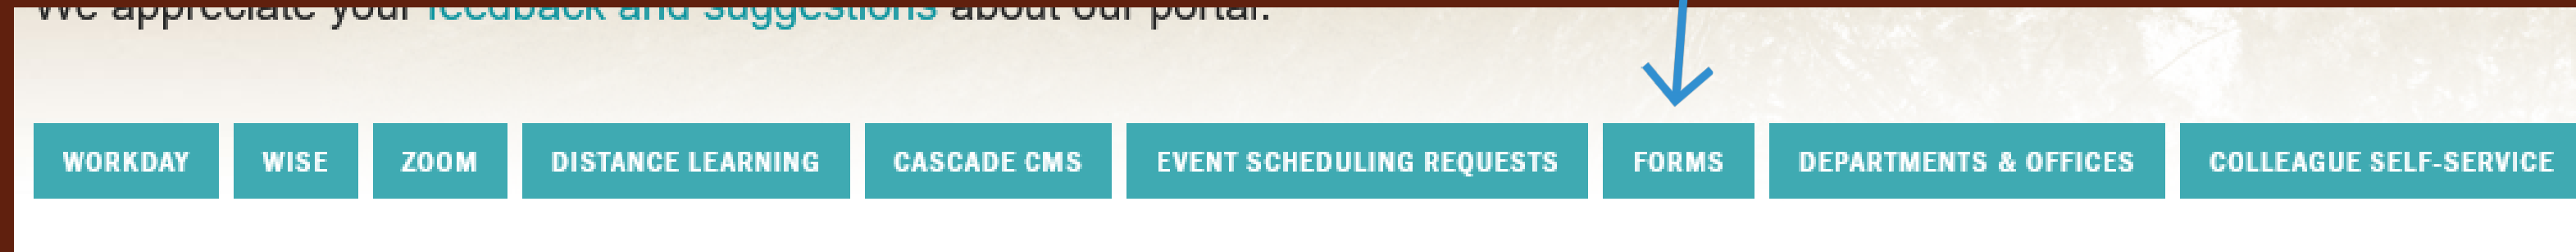 We appreciate your feedback and suggestions about our portal.
WORKDAY WISE ZOOM DISTANCE LEARNING CASCADE CMS EVENT SCHEDULING REQUESTS FORMS DEPARTMENTS & OFFICES COLLEAGUE SELF-SERVICE